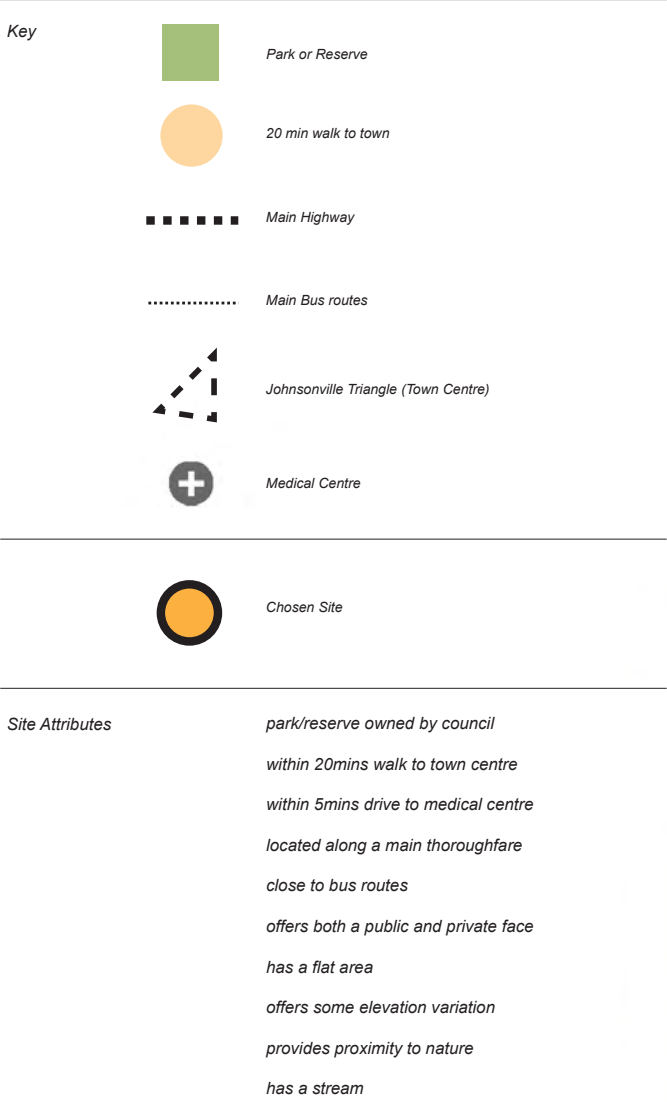 Key
Park or Reserve
20 min walk to town
Main Highway
Main Bus routes
Johnsonville Triangle (Town Centre)
Medical Centre
Chosen Site
Site Attributes
park/reserve owned by council
within 20mins walk to town centre
within 5mins drive to medical centre
located along a main thoroughfare
close to bus routes
offers both a public and private face
has a flat area
offers some elevation variation
provides proximity to nature
has a stream